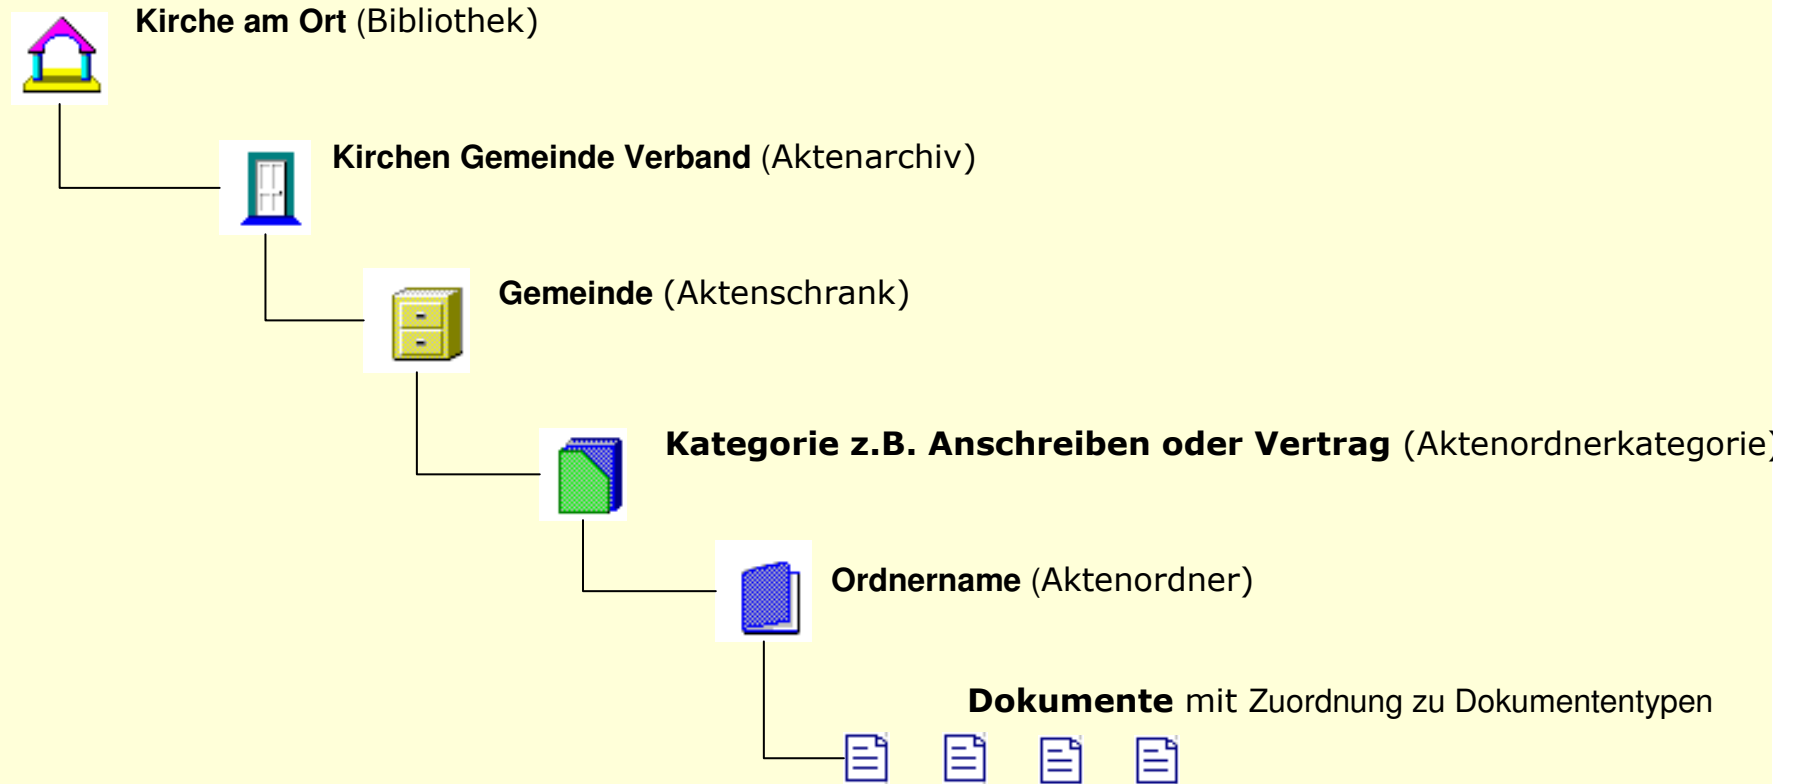 Kirche am Ort (Bibliothek)
Kirchen Gemeinde Verband (Aktenarchiv)
Gemeinde (Aktenschrank)
Kategorie z.B. Anschreiben oder Vertrag (Aktenordnerkategorie)
Ordnername (Aktenordner)
Dokumente mit Zuordnung zu Dokumententypen